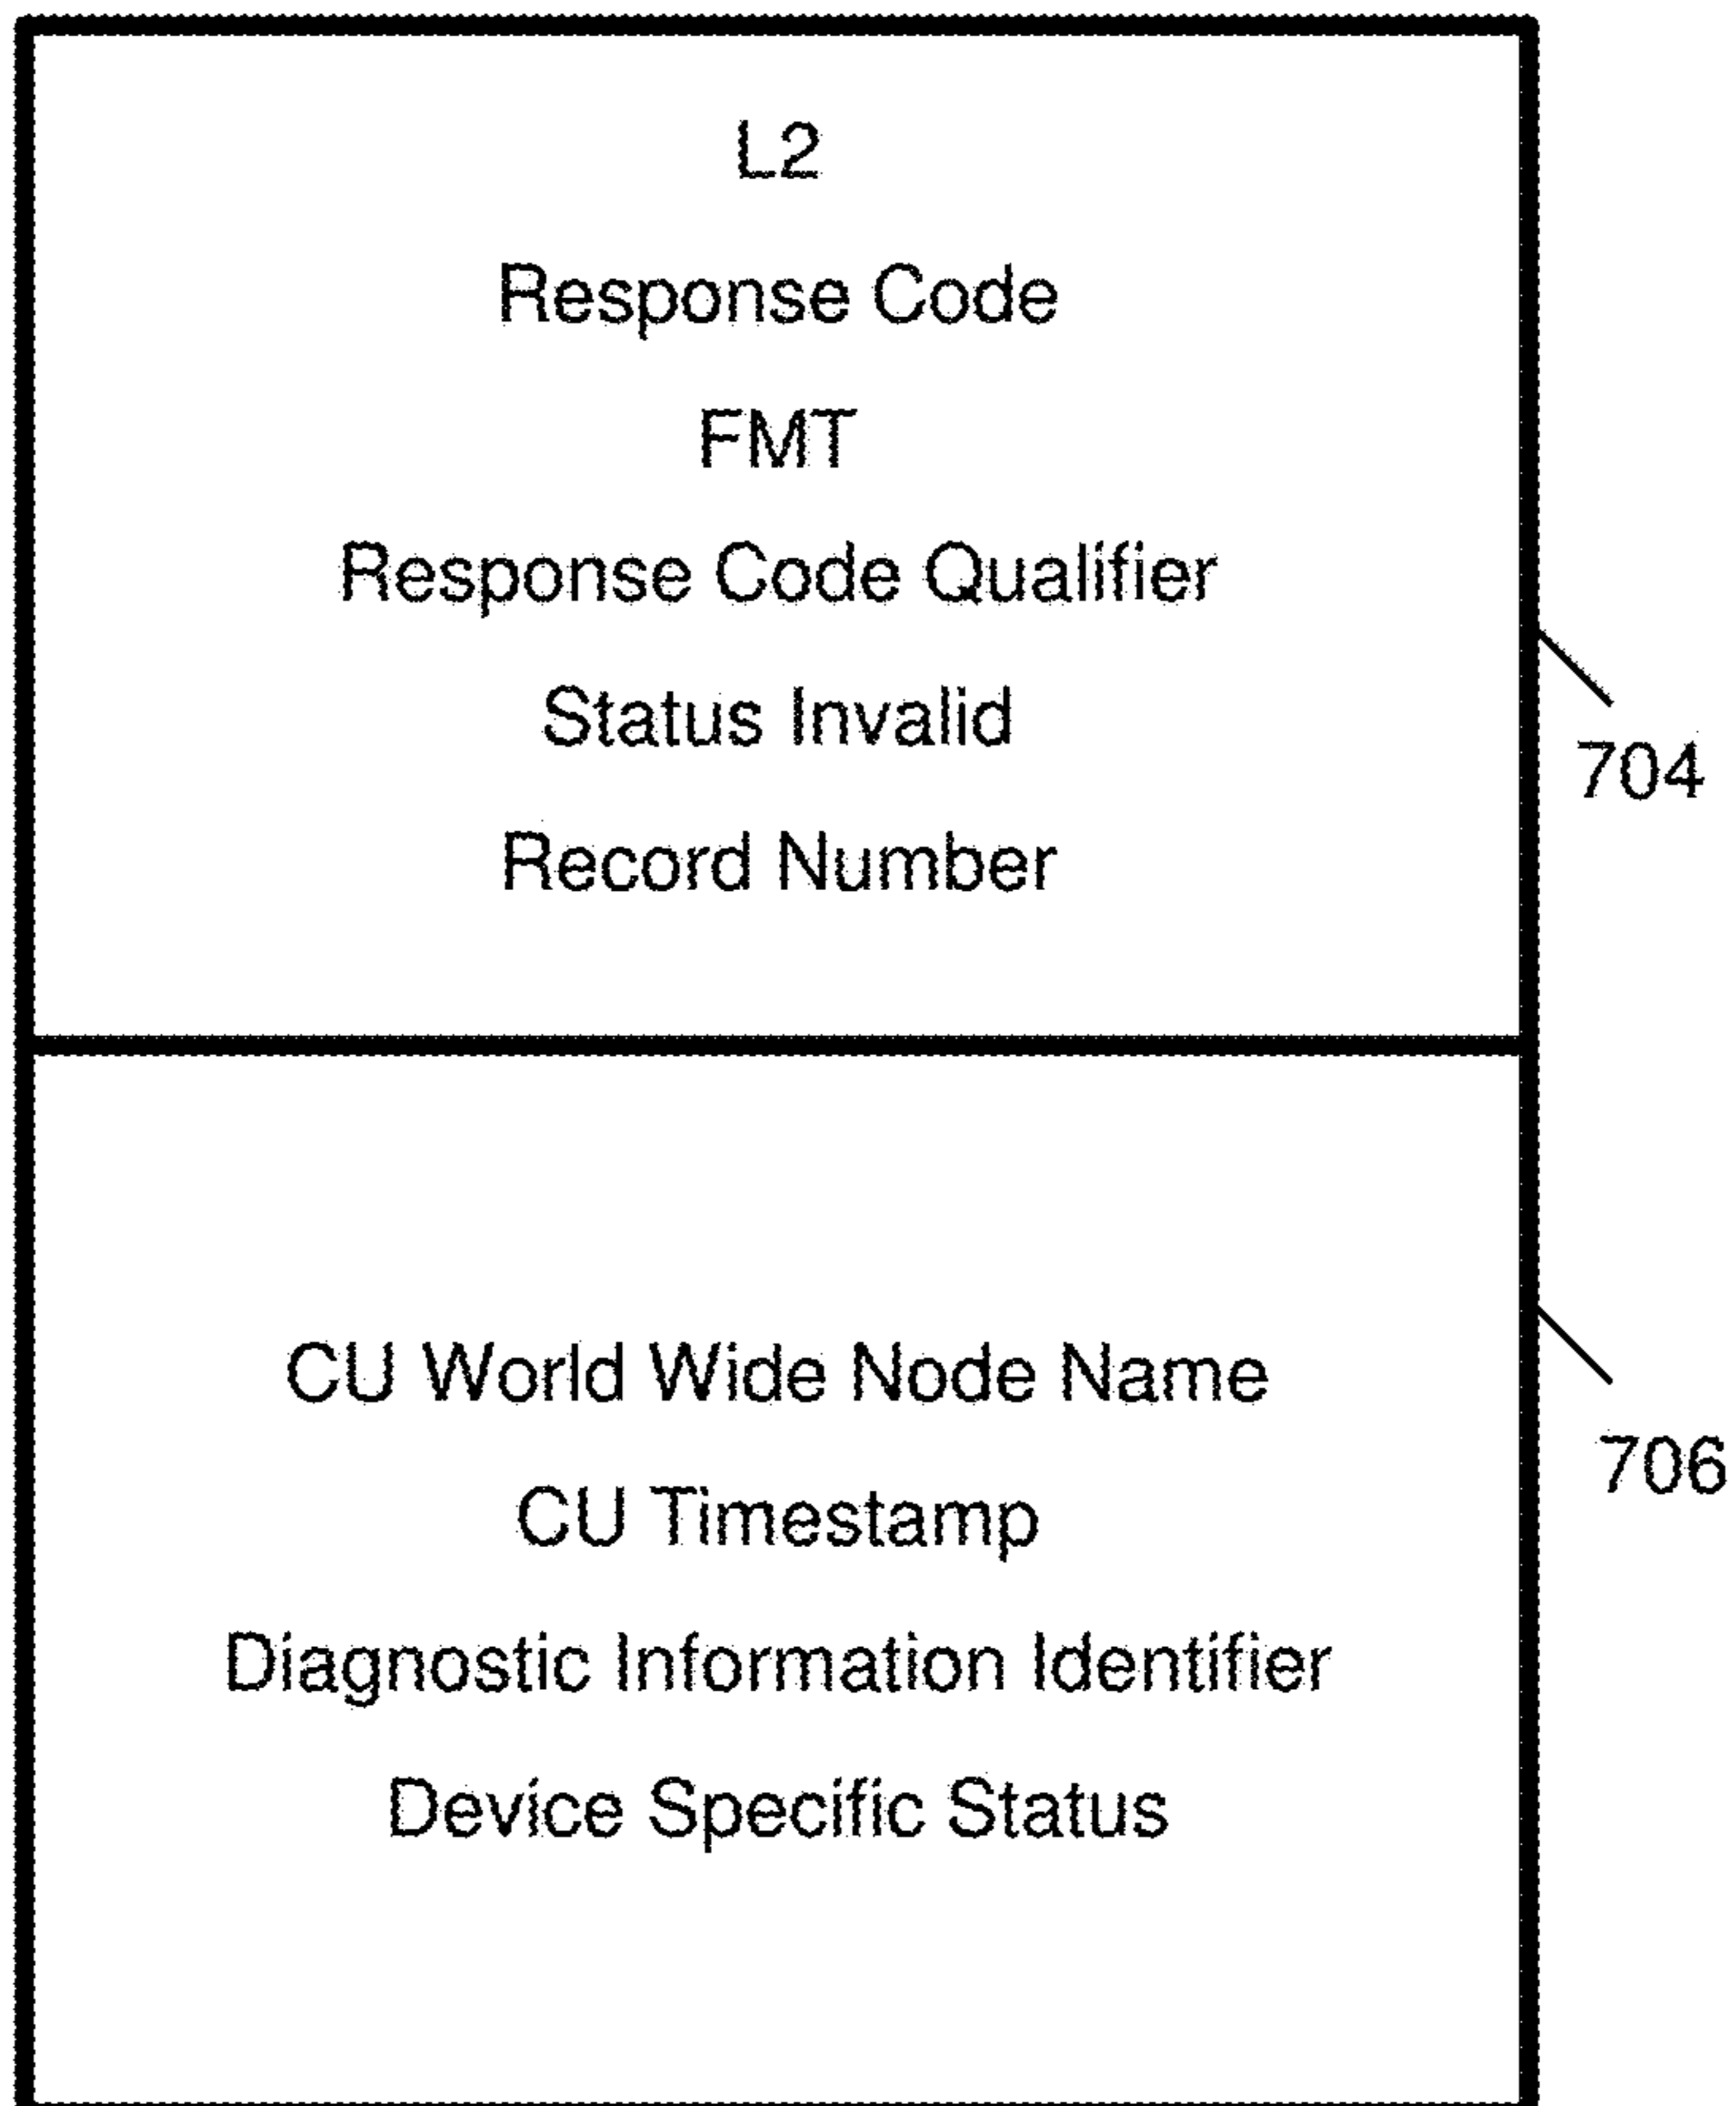 L2
Response Code
FMT
Response Code Qualifier
Status Invalid
704
Record Number
CU World Wide Node Name
706
CU Timestamp
Diagnostic Information Identifier
Device Specific Status